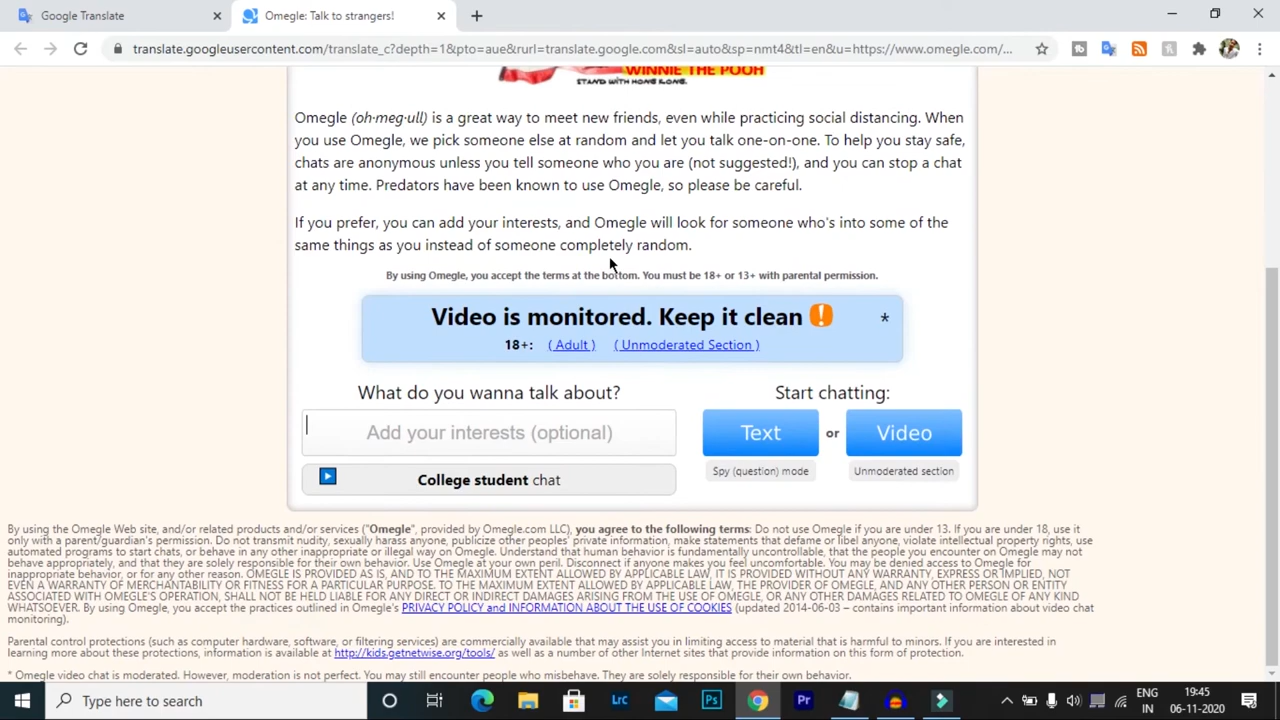 Google Translate
Omegle: Talk to strangers!
translate.googleusercontent.com/translate_c?depth=1&pto=aue&rurl=translate.google.com&sl=auto&sp=nmt4&tl=en&u=https://www.omegle.com/...
WINNIE THE POOH
STAND WITH HONG KONG.
Omegle (oh·meg·ull) is a great way to meet new friends, even while practicing social distancing. When
you use Omegle, we pick someone else at random and let you talk one-on-one. To help you stay safe,
chats are anonymous unless you tell someone who you are (not suggested!), and you can stop a chat
at any time. Predators have been known to use Omegle, so please be careful.
If you prefer, you can add your interests, and Omegle will look for someone who's into some of the
same things as you instead of someone completely random.
By using Omegle, you accept the terms at the bottom. You must be 18+ or 13+ with parental permission.
Video is monitored. Keep it clean ! *
18+: (Adult) (Unmoderated Section)
What do you wanna talk about?
Start chatting:
Add your interests (optional)
Text or Video
Spy (question) mode
Unmoderated section
College student chat
By using the Omegle Web site, and/or related products and/or services ("Omegle", provided by Omegle.com LLC), you agree to the following terms: Do not use Omegle if you are under 13. If you are under 18, use it
only with a parent/guardian's permission. Do not transmit nudity, sexually harass anyone, publicize other peoples' private information, make statements that defame or libel anyone, violate intellectual property rights, use
automated programs to start chats, or behave in any other inappropriate or illegal way on Omegle. Understand that human behavior is fundamentally uncontrollable, that the people you encounter on Omegle may not
behave appropriately, and that they are solely responsible for their own behavior. Use Omegle at your own peril. Disconnect if anyone makes you feel uncomfortable. You may be denied access to Omegle for
inappropriate behavior, or for any other reason. OMEGLE IS PROVIDED AS IS, AND TO THE MAXIMUM EXTENT ALLOWED BY APPLICABLE LAW, IT IS PROVIDED WITHOUT ANY WARRANTY, EXPRESS OR IMPLIED, NOT
EVEN A WARRANTY OF MERCHANTABILITY OR FITNESS FOR A PARTICULAR PURPOSE. TO THE MAXIMUM EXTENT ALLOWED BY APPLICABLE LAW, THE PROVIDER OF OMEGLE, AND ANY OTHER PERSON OR ENTITY
ASSOCIATED WITH OMEGLE'S OPERATION, SHALL NOT BE HELD LIABLE FOR ANY DIRECT OR INDIRECT DAMAGES ARISING FROM THE USE OF OMEGLE, OR ANY OTHER DAMAGES RELATED TO OMEGLE OF ANY KIND
WHATSOEVER. By using Omegle, you accept the practices outlined in Omegle's PRIVACY POLICY and INFORMATION ABOUT THE USE OF COOKIES (updated 2014-06-03 – contains important information about video chat
monitoring).
Parental control protections (such as computer hardware, software, or filtering services) are commercially available that may assist you in limiting access to material that is harmful to minors. If you are interested in
learning more about these protections, information is available at http://kids.getnetwise.org/tools/ as well as a number of other Internet sites that provide information on this form of protection.
* Omegle video chat is moderated. However, moderation is not perfect. You may still encounter people who misbehave. They are solely responsible for their own behavior.
Type here to search
Lrc
Ps
Pr
ENG
IN
19:45
06-11-2020